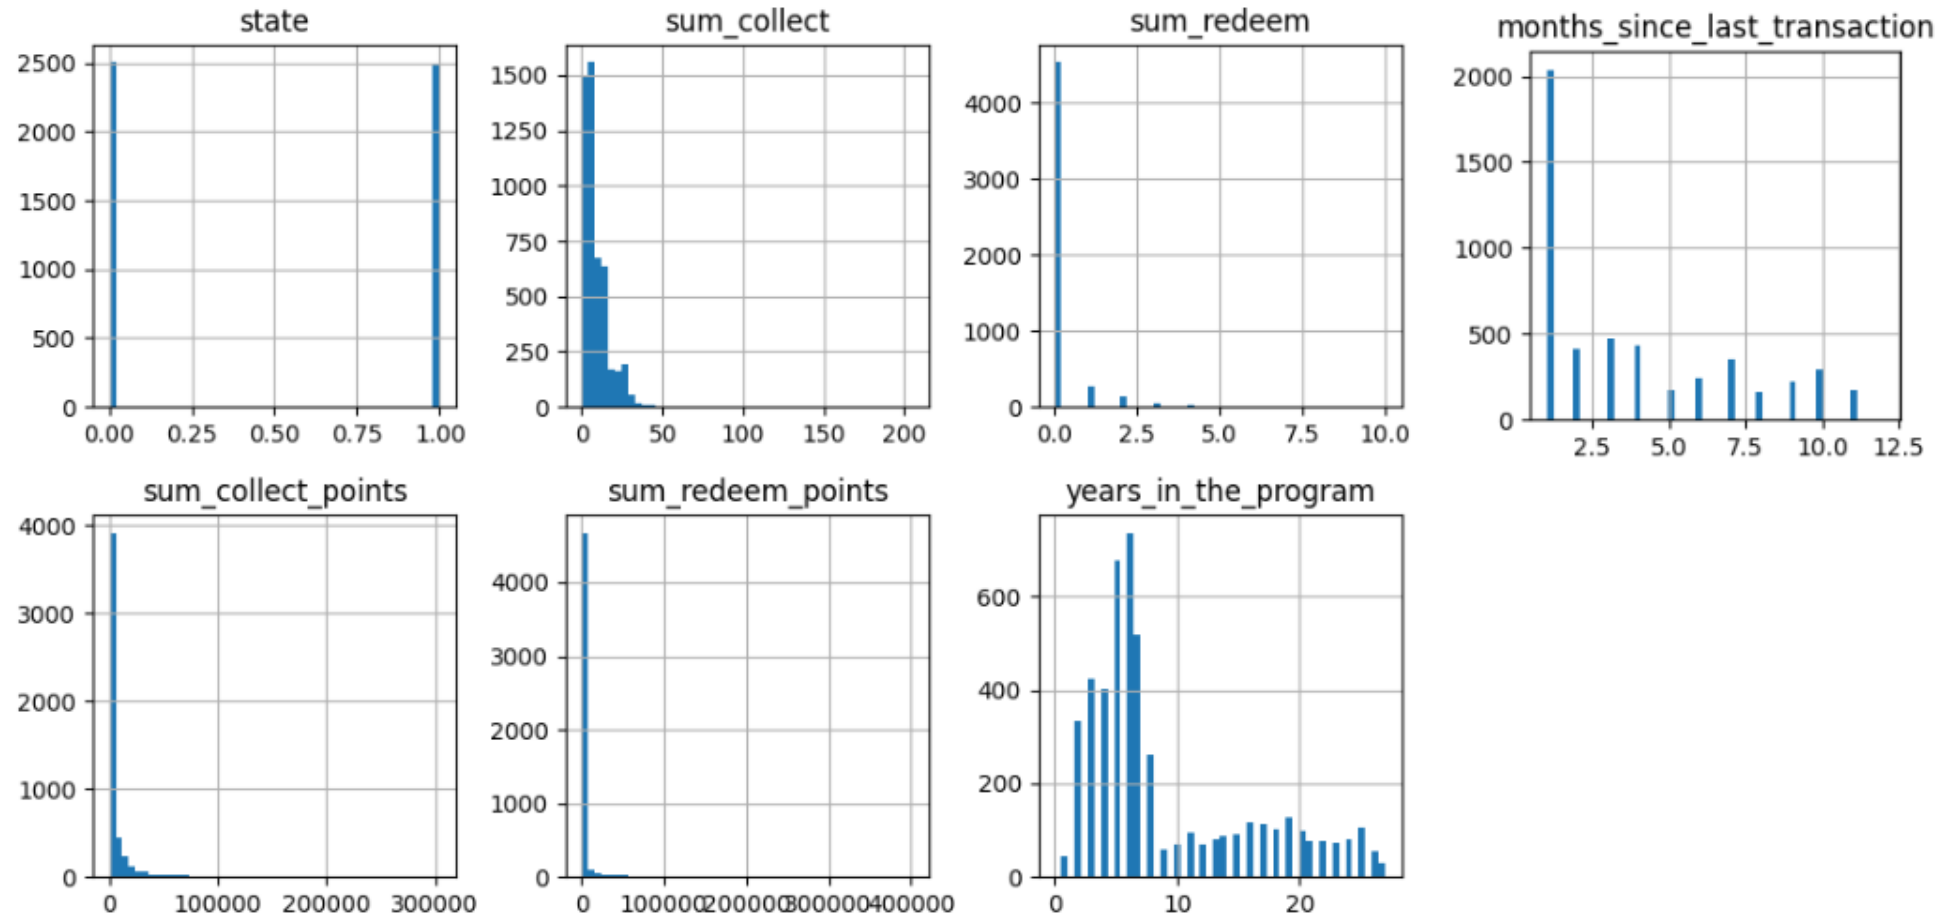 state
2500
2000
1500
1000
500
0
0.00 0.25 0.50 0.75 1.00
sum_collect
1500
1250
1000
750
500
250
0
0 50 100 150 200
sum_redeem
4000
3000
2000
1000
0
0.0 2.5 5.0 7.5 10.0
months_since_last_transaction
2000
1500
1000
500
0
2.5 5.0 7.5 10.0 12.5
sum_collect_points
4000
3000
2000
1000
0
0 100000 200000 300000
sum_redeem_points
4000
3000
2000
1000
0
0 100000 200000 300000 400000
years_in_the_program
600
400
200
0
0 10 20